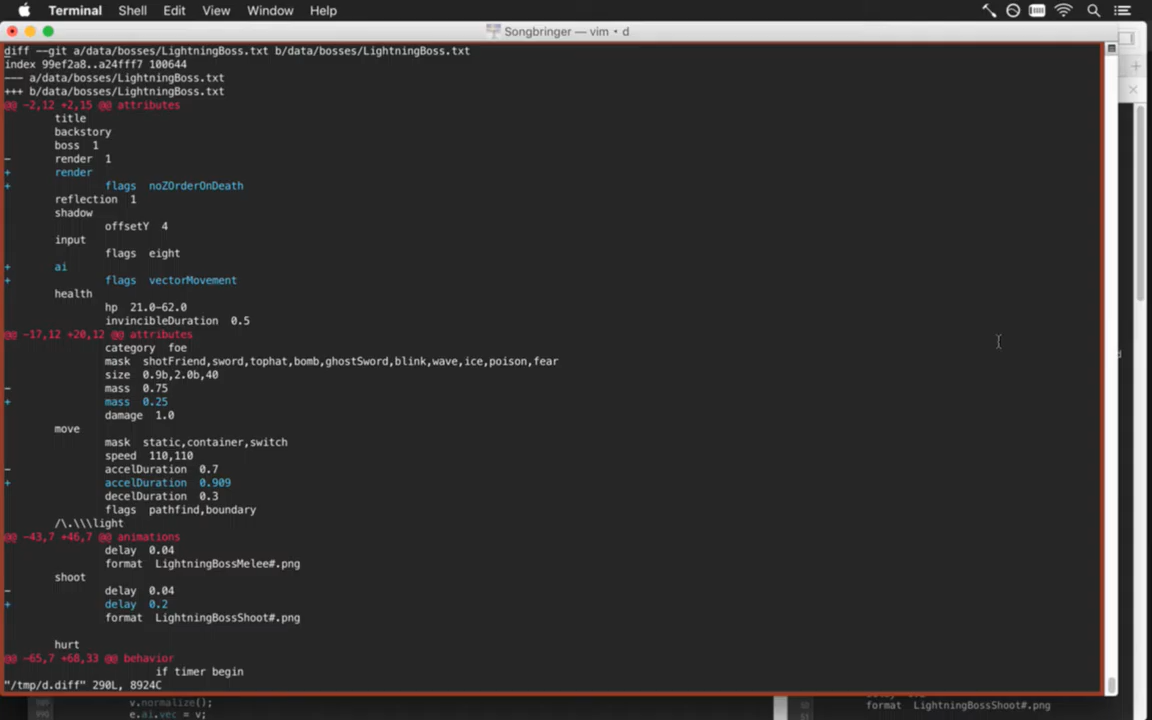 Terminal Shell Edit View Window Help
Songbringer — vim • d
diff --git a/data/bosses/LightningBoss.txt b/data/bosses/LightningBoss.txt
index 99ef2a8..a24fff7 100644
--- a/data/bosses/LightningBoss.txt
+++ b/data/bosses/LightningBoss.txt
@@ -2,12 +2,15 @@ attributes
title
backstory
boss 1
- render 1
+ render
+ flags noZOrderOnDeath
reflection 1
shadow
offsetY 4
input
flags eight
+ ai
+ flags vectorMovement
health
hp 21.0-62.0
invincibleDuration 0.5
@@ -17,12 +20,12 @@ attributes
category foe
mask shotFriend,sword,tophat,bomb,ghostSword,blink,wave,ice,poison,fear
size 0.9b,2.0b,40
- mass 0.75
+ mass 0.25
damage 1.0
move
mask static,container,switch
speed 110,110
- accelDuration 0.7
+ accelDuration 0.909
decelDuration 0.3
flags pathfind,boundary
/\.\\\light
@@ -43,7 +46,7 @@ animations
delay 0.04
format LightningBossMelee#.png
shoot
- delay 0.04
+ delay 0.2
format LightningBossShoot#.png
hurt
@@ -65,7 +68,33 @@ behavior
if timer begin
"/tmp/d.diff" 290L, 8924C
v.normalize();
e.ai.vec = v;
format LightningBossShoot#.png